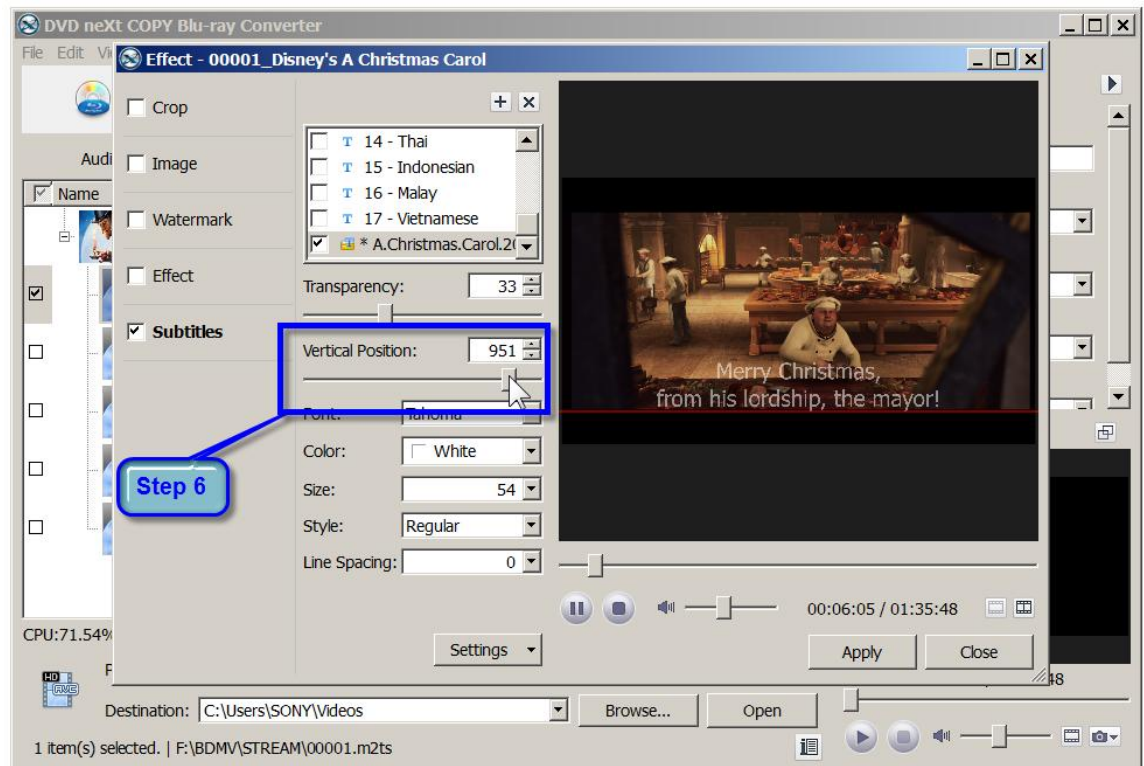 DVD neXt COPY Blu-ray Converter
File Edit Vi
Effect - 00001_Disney's A Christmas Carol
Crop
Image
Watermark
Effect
Subtitles
T 14 - Thai
T 15 - Indonesian
T 16 - Malay
T 17 - Vietnamese
* A.Christmas.Carol.2
Transparency: 33
Vertical Position: 951
Font: Tahoma
Color: White
Size: 54
Style: Regular
Line Spacing: 0
Settings
Step 6
Merry Christmas,
from his lordship, the mayor!
00:06:05 / 01:35:48
Apply
Close
Audi
Name
CPU:71.54%
HD
AVC
F
48
Destination: C:\Users\SONY\Videos
Browse...
Open
1 item(s) selected. | F:\BDMV\STREAM\00001.m2ts